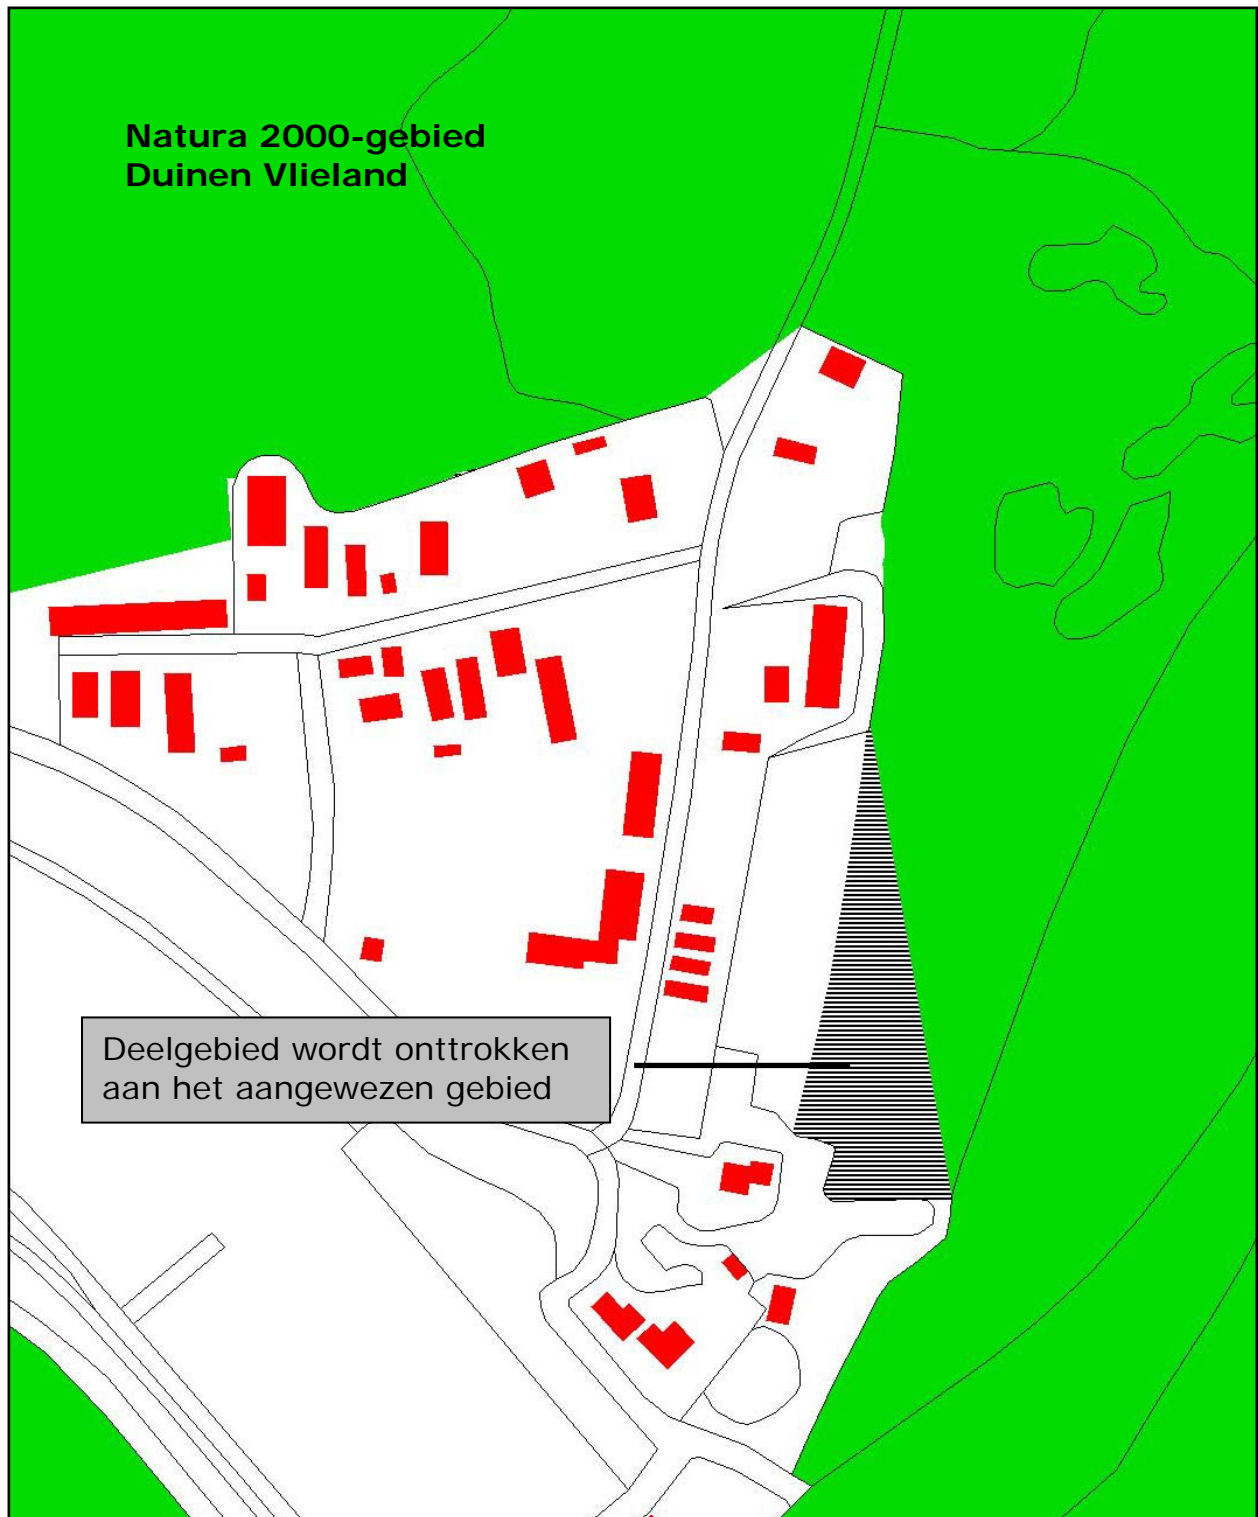 Natura 2000-gebied
Duinen Vlieland
Deelgebied wordt onttrokken
aan het aangewezen gebied